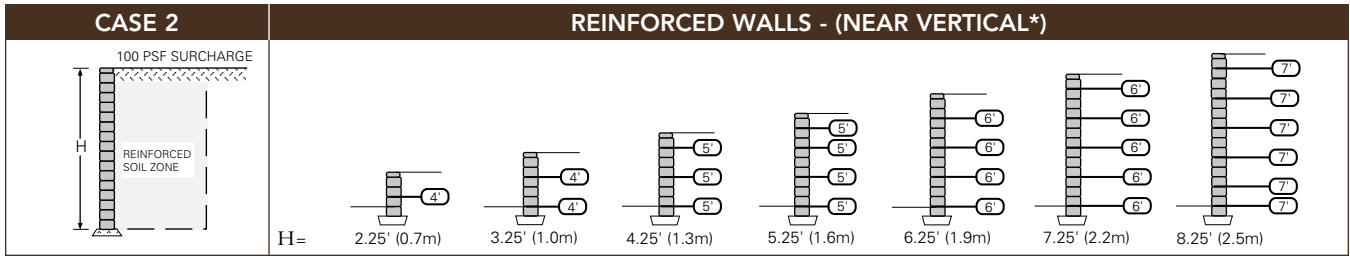 CASE 2
REINFORCED WALLS - (NEAR VERTICAL*)
100 PSF SURCHARGE
H
REINFORCED
SOIL ZONE
4'
4'
4'
5'
5'
5'
5'
5'
5'
5'
6'
6'
6'
6'
6'
6'
6'
6'
6'
7'
7'
7'
7'
7'
7'
H=
2.25' (0.7m)
3.25' (1.0m)
4.25' (1.3m)
5.25' (1.6m)
6.25' (1.9m)
7.25' (2.2m)
8.25' (2.5m)